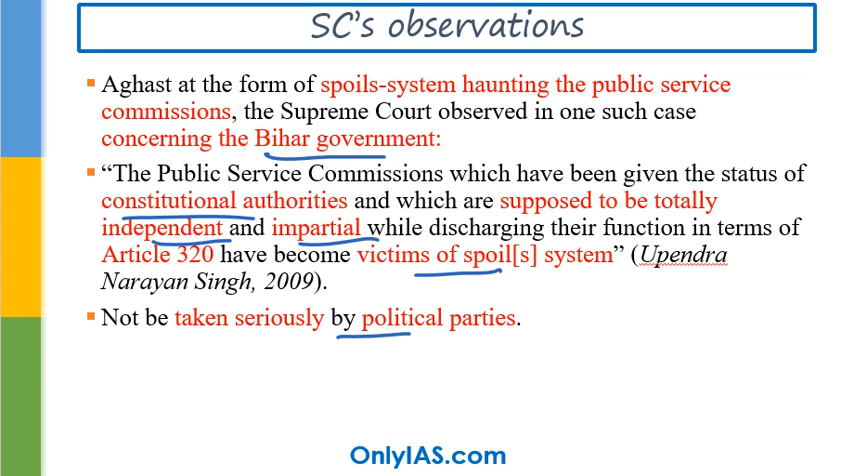 SC's observations
Aghast at the form of spoils-system haunting the public service
commissions, the Supreme Court observed in one such case
concerning the Bihar government:
“The Public Service Commissions which have been given the status of
constitutional authorities and which are supposed to be totally
independent and impartial while discharging their function in terms of
Article 320 have become victims of spoil[s] system” (Upendra
Narayan Singh, 2009).
Not be taken seriously by political parties.
OnlyIAS.com